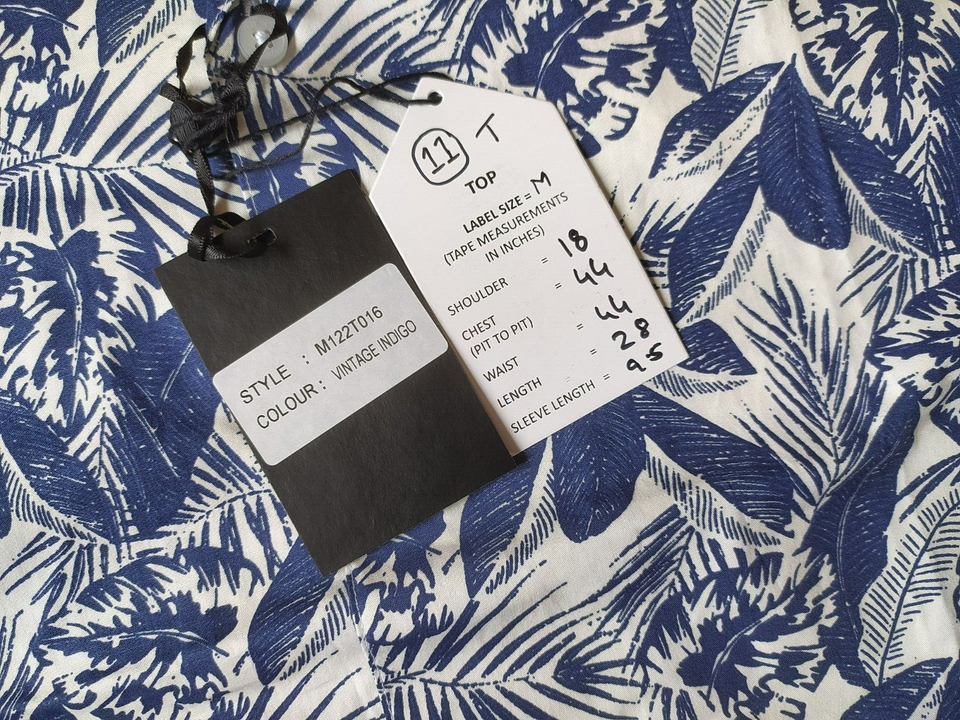 11 T
TOP
LABEL SIZE = M
(TAPE MEASUREMENTS
IN INCHES)
SHOULDER = 18
CHEST = 44
(PIT TO PIT)
WAIST = 44
LENGTH = 28
SLEEVE LENGTH = 9.5
STYLE : M122T016
COLOUR : VINTAGE INDIGO